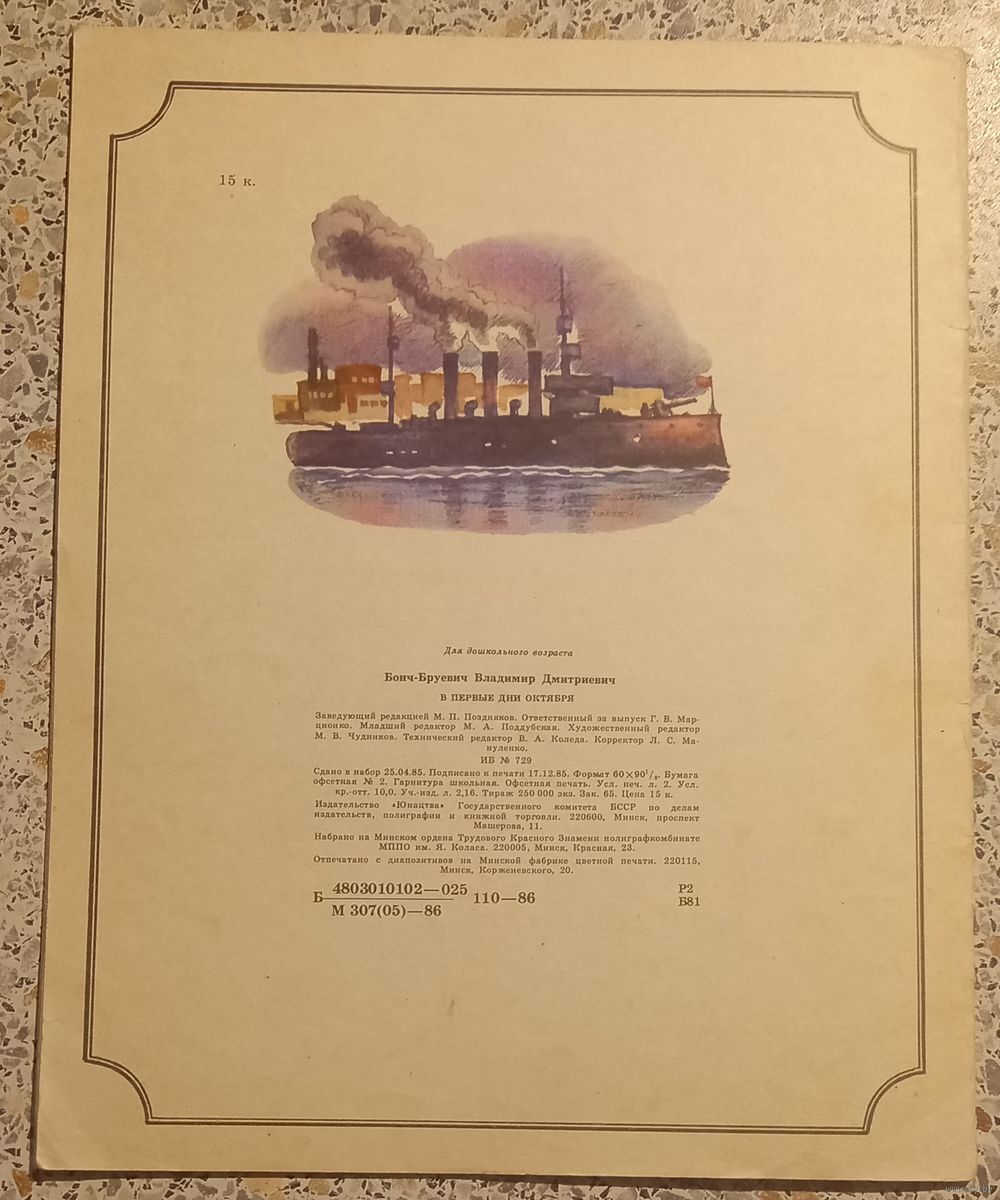 15 к.
Для дошкольного возраста
Бонч-Бруевич Владимир Дмитриевич
В ПЕРВЫЕ ДНИ ОКТЯБРЯ
Заведующий редакцией М. П. Поздняков. Ответственный за выпуск Г. В. Мар-
ционко. Младший редактор М. А. Поддубская. Художественный редактор
М. В. Чудников. Технический редактор В. А. Коледа. Корректор Л. С. Ма-
нуленко.
ИБ № 729
Сдано в набор 25.04.85. Подписано к печати 17.12.85. Формат 60×90¹/₈. Бумага
офсетная № 2. Гарнитура школьная. Офсетная печать. Усл. печ. л. 2. Усл.
кр.-отт. 10,0. Уч.-изд. л. 2,16. Тираж 250 000 экз. Зак. 65. Цена 15 к.
Издательство «Юнацтва» Государственного комитета БССР по делам
издательств, полиграфии и книжной торговли. 220600, Минск, проспект
Машерова, 11.
Набрано на Минском ордена Трудового Красного Знамени полиграфкомбинате
МППО им. Я. Коласа. 220005, Минск, Красная, 23.
Отпечатано с диапозитивов на Минской фабрике цветной печати. 220115,
Минск, Корженевского, 20.
Б 4803010102—025 110—86
М 307(05)—86
Р2
Б81